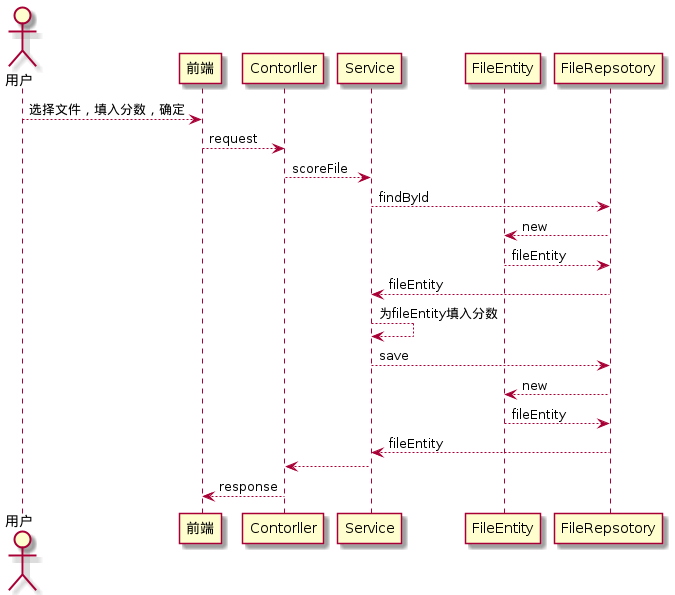 用户
前端
Contorller
Service
FileEntity
FileRepsotory
选择文件，填入分数，确定
request
scoreFile
findById
new
fileEntity
fileEntity
为fileEntity填入分数
save
new
fileEntity
fileEntity
response
用户
前端
Contorller
Service
FileEntity
FileRepsotory